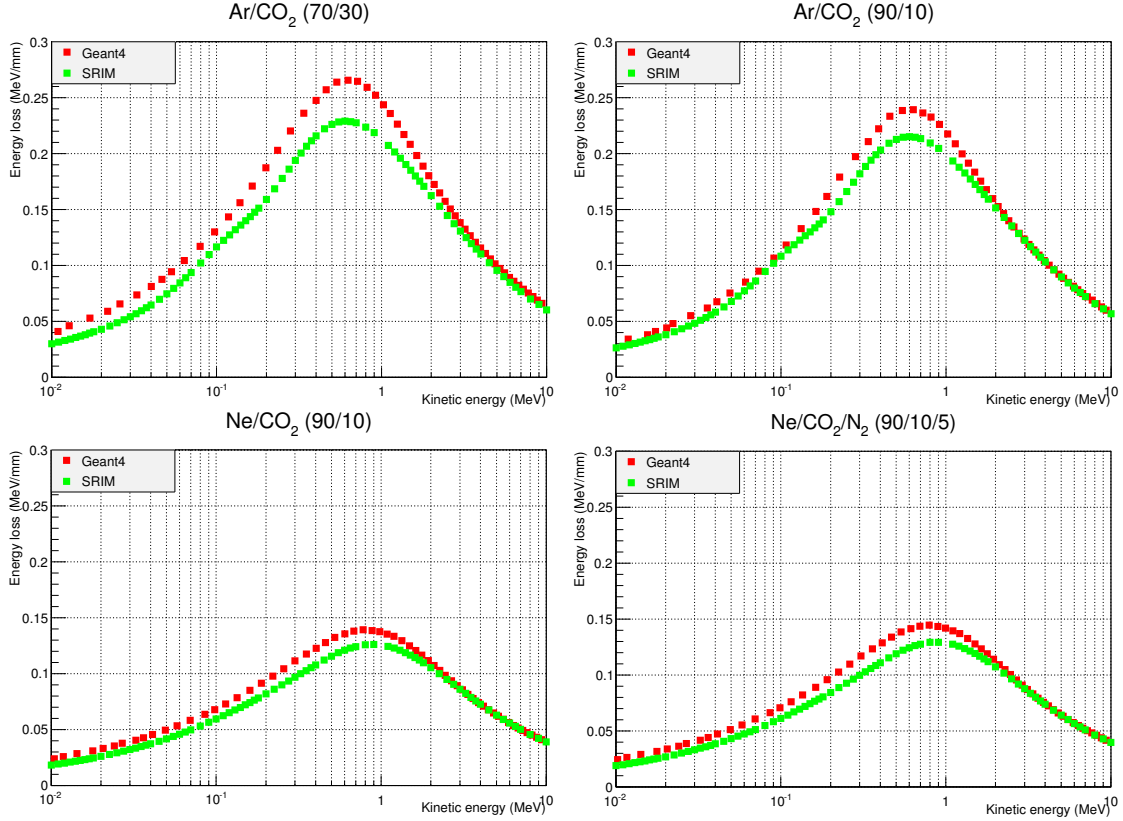 Ar/CO2 (70/30)
Energy loss (MeV/mm)
0.3
0.25
0.2
0.15
0.1
0.05
0
Geant4
SRIM
10^-2
10^-1
1
10
Kinetic energy (MeV)
Ar/CO2 (90/10)
Energy loss (MeV/mm)
0.3
0.25
0.2
0.15
0.1
0.05
0
Geant4
SRIM
10^-2
10^-1
1
10
Kinetic energy (MeV)
Ne/CO2 (90/10)
Energy loss (MeV/mm)
0.3
0.25
0.2
0.15
0.1
0.05
0
Geant4
SRIM
10^-2
10^-1
1
10
Kinetic energy (MeV)
Ne/CO2/N2 (90/10/5)
Energy loss (MeV/mm)
0.3
0.25
0.2
0.15
0.1
0.05
0
Geant4
SRIM
10^-2
10^-1
1
10
Kinetic energy (MeV)